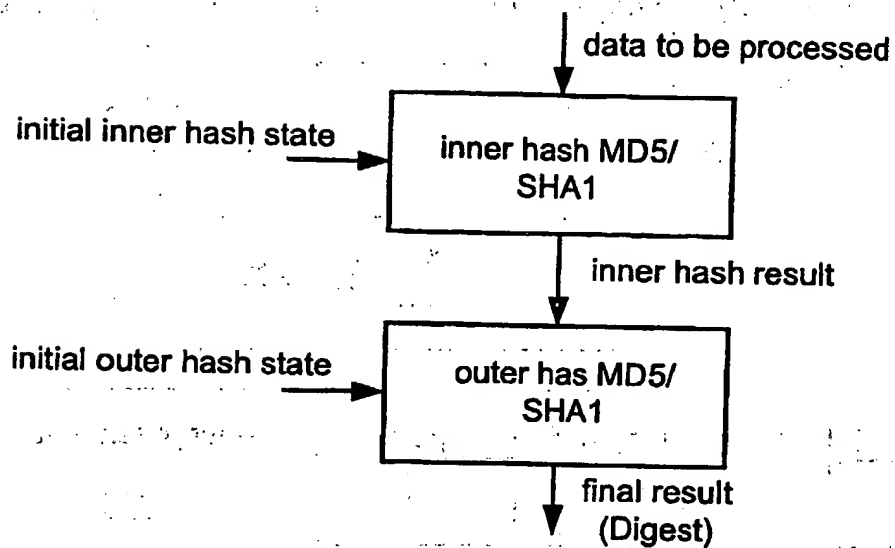 data to be processed
initial inner hash state
inner hash MD5/
SHA1
inner hash result
initial outer hash state
outer has MD5/
SHA1
final result
(Digest)